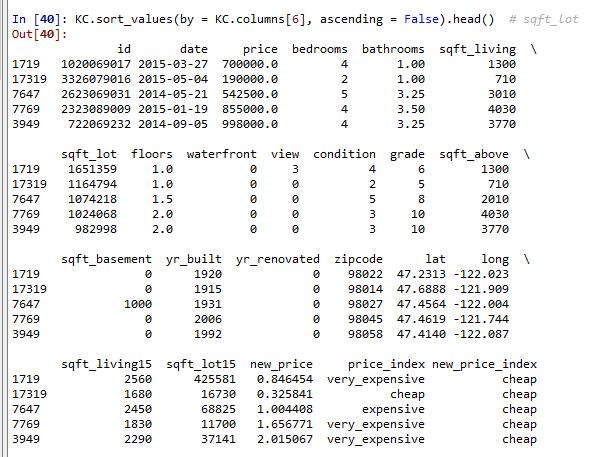 In [40]: KC.sort_values(by = KC.columns[6], ascending = False).head()  # sqft_lot
Out[40]:
               id       date     price  bedrooms  bathrooms  sqft_living  \
1719   1020069017 2015-03-27  700000.0         4       1.00         1300
17319  3326079016 2015-05-04  190000.0         2       1.00          710
7647   2623069031 2014-05-21  542500.0         5       3.25         3010
7769   2323089009 2015-01-19  855000.0         4       3.50         4030
3949    722069232 2014-09-05  998000.0         4       3.25         3770
       sqft_lot  floors  waterfront  view  condition  grade  sqft_above  \
1719    1651359     1.0           0     3          4      6        1300
17319   1164794     1.0           0     0          2      5         710
7647    1074218     1.5           0     0          5      8        2010
7769    1024068     2.0           0     0          3     10        4030
3949     982998     2.0           0     0          3     10        3770
       sqft_basement  yr_built  yr_renovated  zipcode      lat     long  \
1719               0      1920             0    98022  47.2313 -122.023
17319              0      1915             0    98014  47.6888 -121.909
7647            1000      1931             0    98027  47.4564 -122.004
7769               0      2006             0    98045  47.4619 -121.744
3949               0      1992             0    98058  47.4140 -122.087
       sqft_living15  sqft_lot15  new_price     price_index new_price_index
1719            2560      425581   0.846454  very_expensive           cheap
17319           1680       16730   0.325841           cheap           cheap
7647            2450       68825   1.004408       expensive           cheap
7769            1830       11700   1.656771  very_expensive           cheap
3949            2290       37141   2.015067  very_expensive           cheap